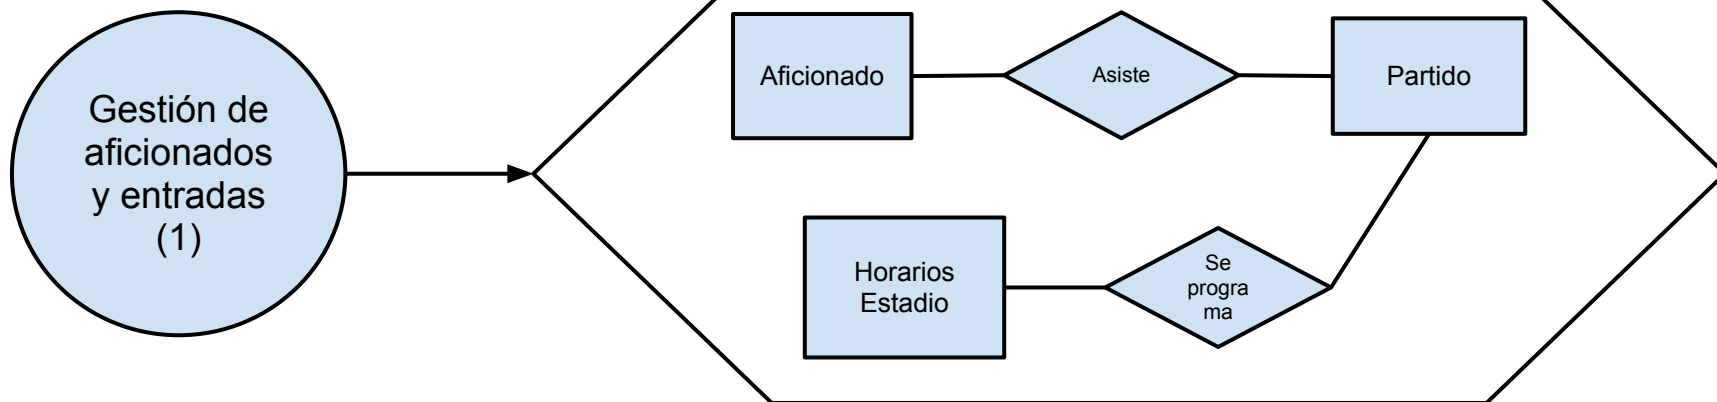 Gestión de
aficionados
y entradas
(1)
Aficionado
Asiste
Partido
Horarios
Estadio
Se
progra
ma